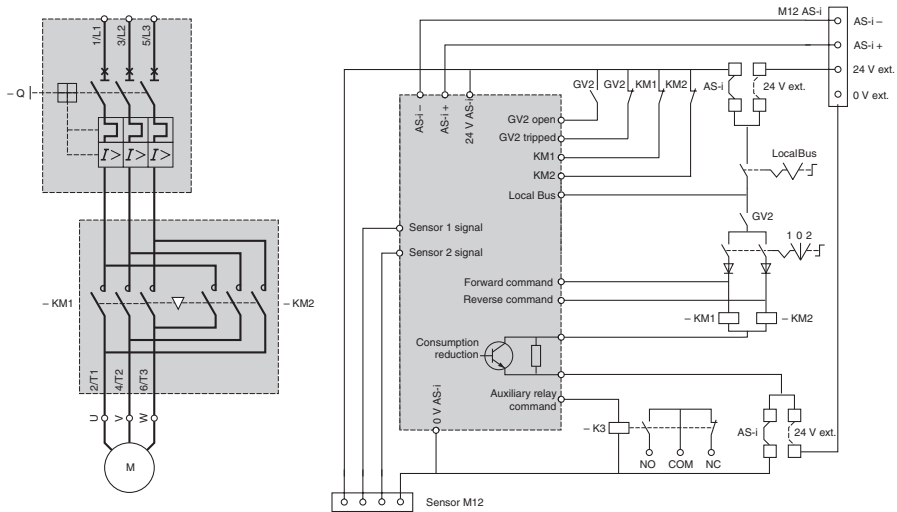 1/L1
3/L2
5/L3
– Q
I >
I >
I >
– KM1
– KM2
2/T1
4/T2
6/T3
U
V
W
M
M12 AS-i
AS-i –
AS-i +
24 V ext.
0 V ext.
AS-i –
AS-i +
24 V AS-i
GV2
GV2
KM1
KM2
AS-i
24 V ext.
GV2 open
GV2 tripped
KM1
KM2
Local Bus
LocalBus
GV2
1 0 2
Sensor 1 signal
Sensor 2 signal
Forward command
Reverse command
– KM1
– KM2
Consumption
reduction
Auxiliary relay
command
0 V AS-i
– K3
NO
COM
NC
AS-i
24 V ext.
Sensor M12